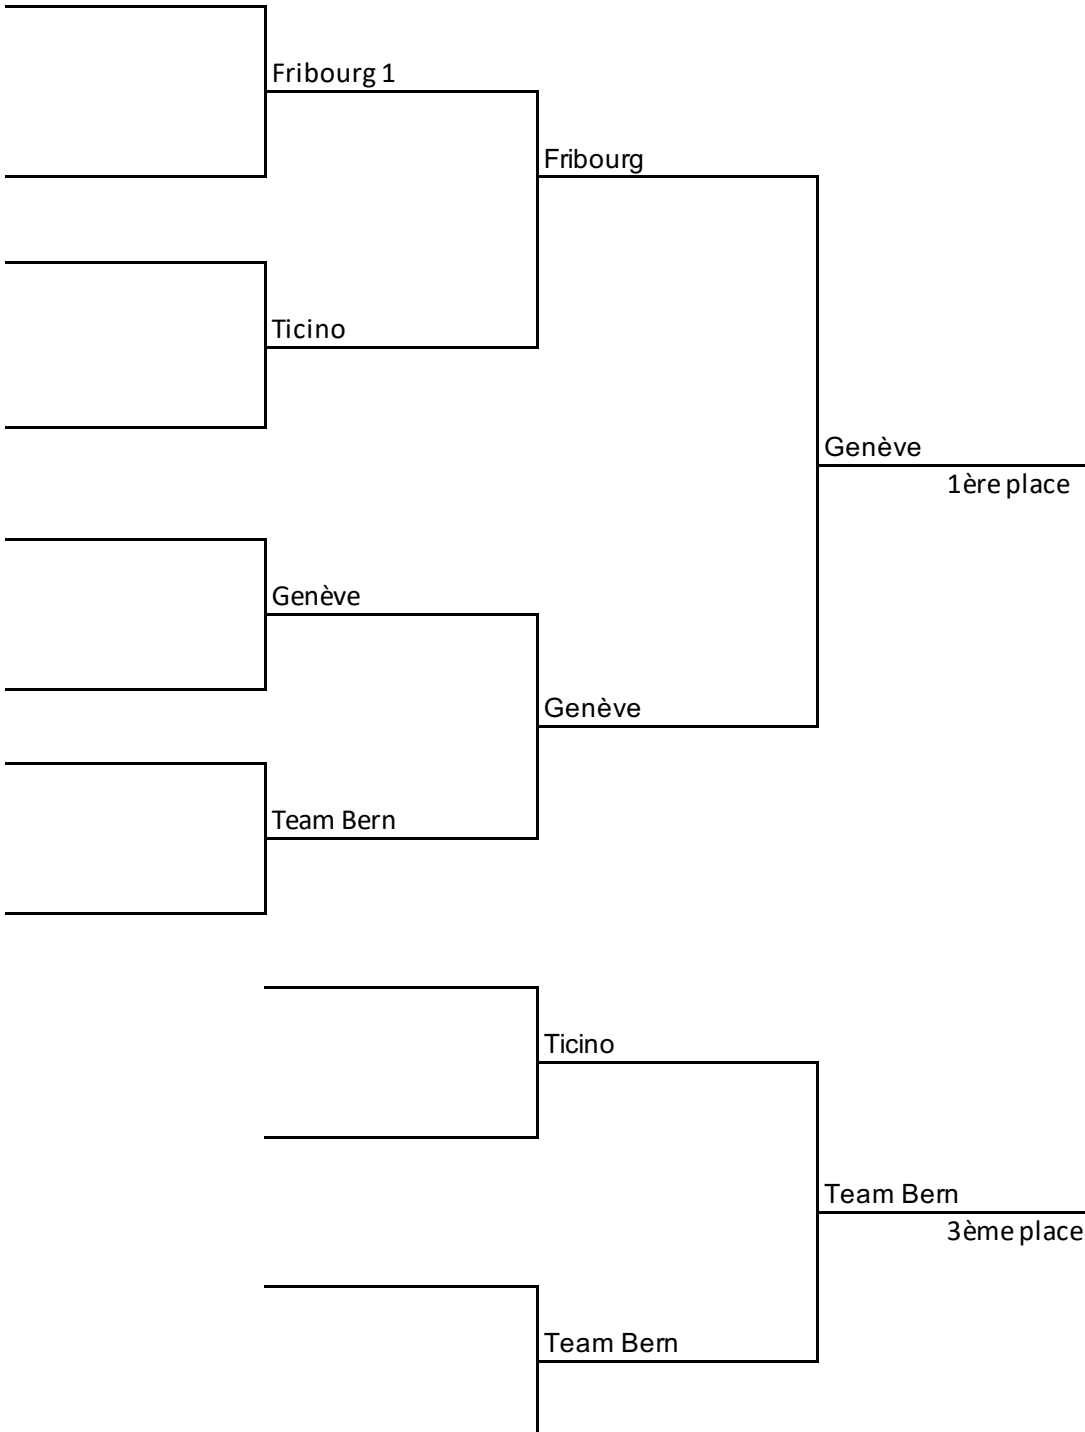 Fribourg 1
Fribourg
Ticino
Genève
1ère place
Genève
Genève
Team Bern
Ticino
Team Bern
3ème place
Team Bern